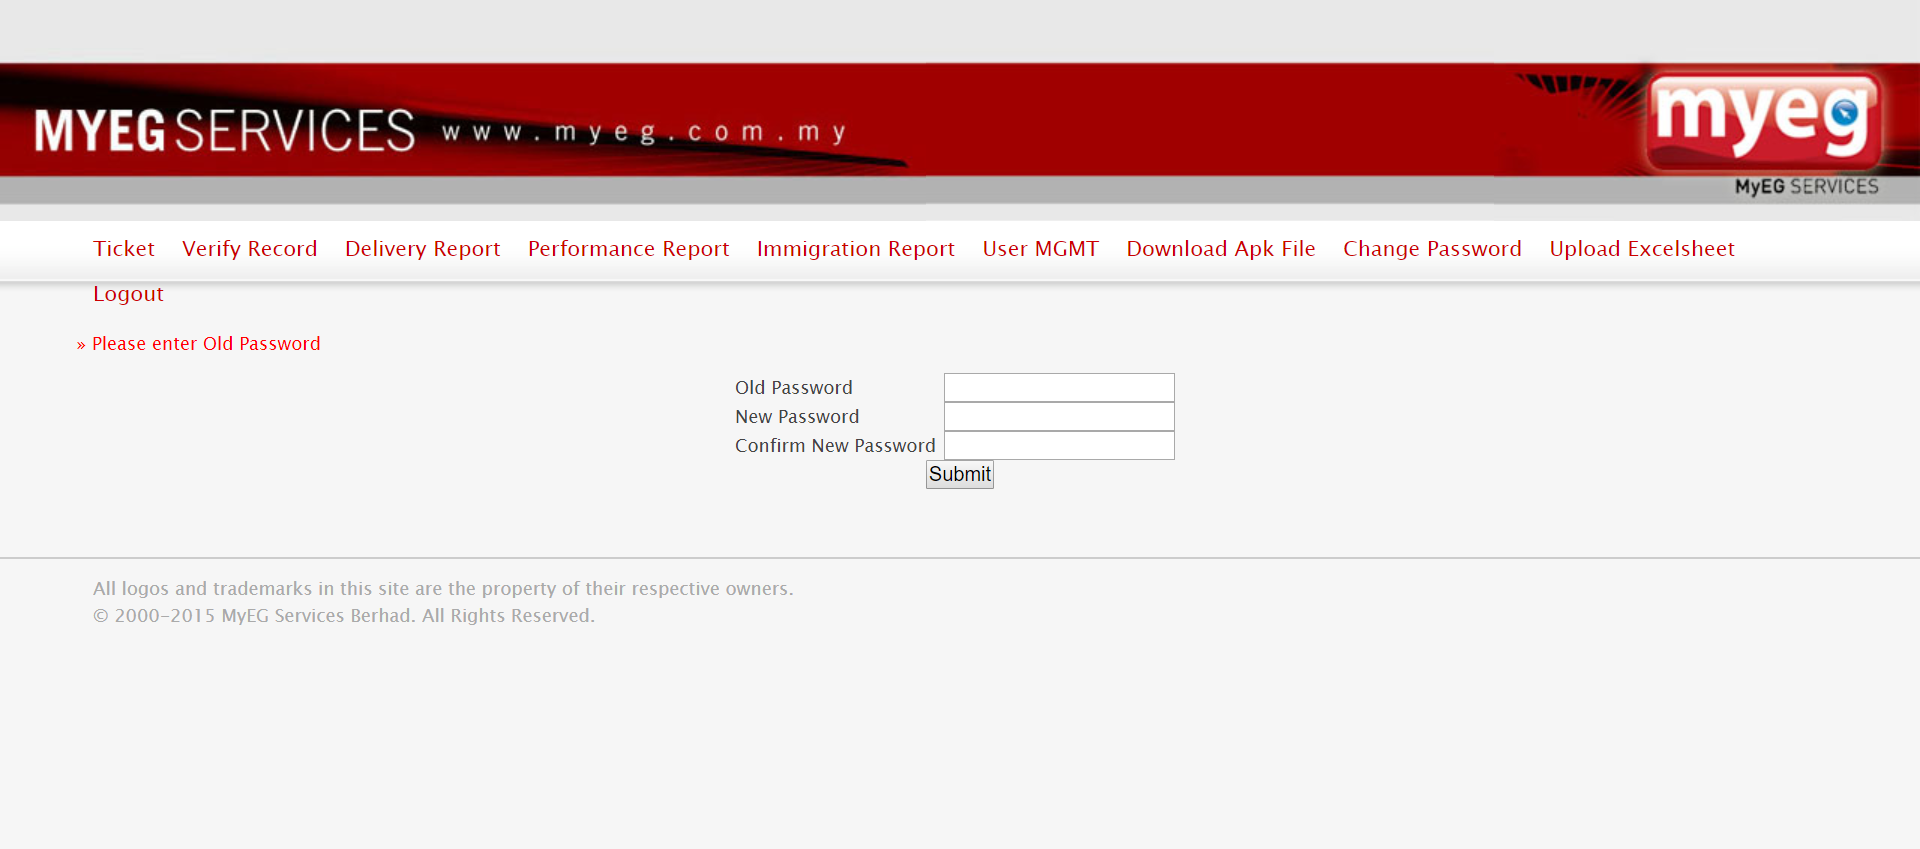 MYEG SERVICES www.myeg.com.my
myeg
MyEG SERVICES
Ticket Verify Record Delivery Report Performance Report Immigration Report User MGMT Download Apk File Change Password Upload Excelsheet
Logout
» Please enter Old Password
Old Password
New Password
Confirm New Password
Submit
All logos and trademarks in this site are the property of their respective owners.
© 2000-2015 MyEG Services Berhad. All Rights Reserved.